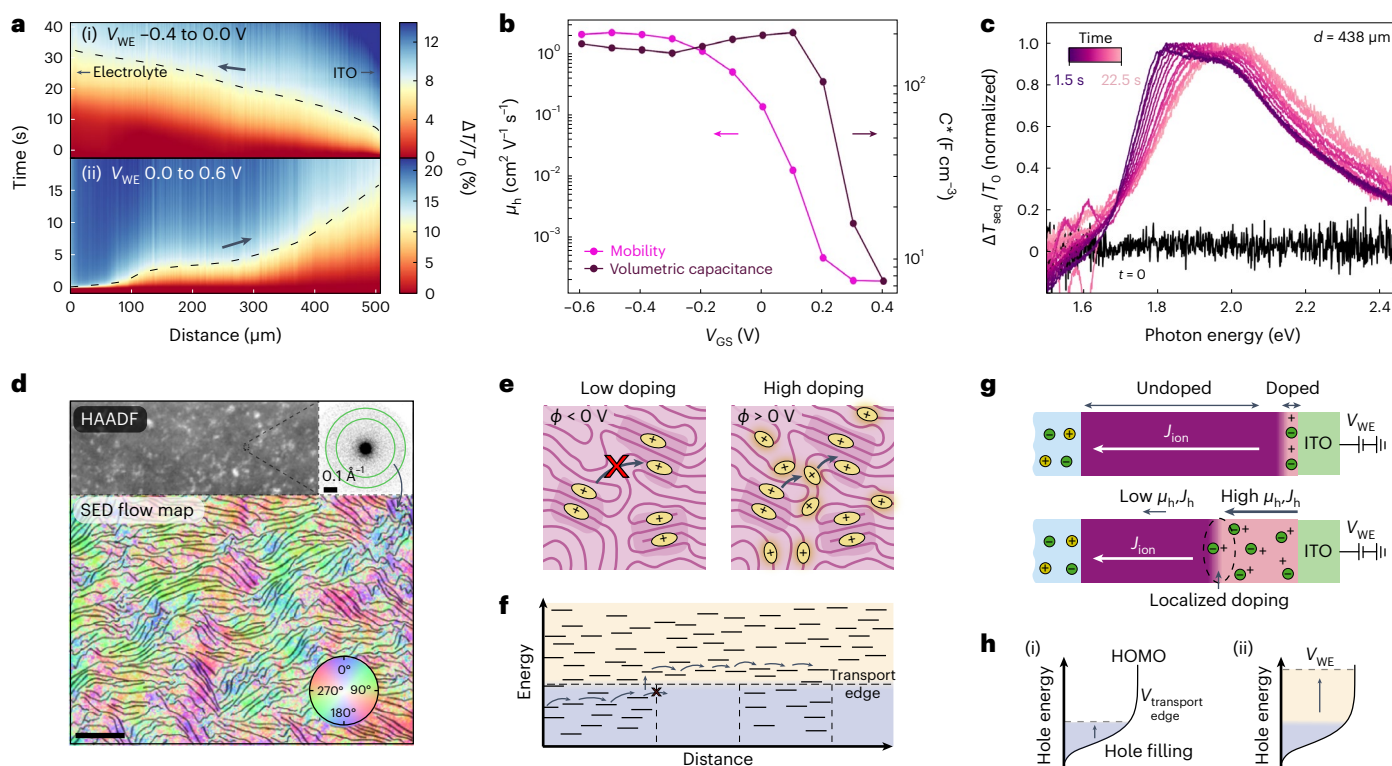 a
(i) V_WE −0.4 to 0.0 V
Electrolyte
ITO
(ii) V_WE 0.0 to 0.6 V
40
30
20
10
0
15
10
5
0
Time (s)
0 100 200 300 400 500
Distance (µm)
12
8
4
0
20
15
10
5
0
ΔT/T₀ (%)
b
10⁰
10⁻¹
10⁻²
10⁻³
µh (cm² V⁻¹ s⁻¹)
Mobility
Volumetric capacitance
−0.6 −0.4 −0.2 0 0.2 0.4
V_GS (V)
10²
10¹
C* (F cm⁻³)
c
Time
1.5 s 22.5 s
d = 438 µm
t = 0
1.0
0.8
0.6
0.4
0.2
0
ΔT_seq/T₀ (normalized)
1.6 1.8 2.0 2.2 2.4
Photon energy (eV)
d
HAADF
0.1 Å⁻¹
SED flow map
0°
270° 90°
180°
e
Low doping High doping
ϕ < 0 V ϕ > 0 V
X
f
Energy
Transport
edge
Distance
g
Undoped Doped
J_ion
V_WE
ITO
Low µh, Jh High µh, Jh
J_ion
V_WE
ITO
Localized doping
h
(i) (ii)
HOMO
V_transport edge
Hole filling
Hole energy
V_WE
Hole energy